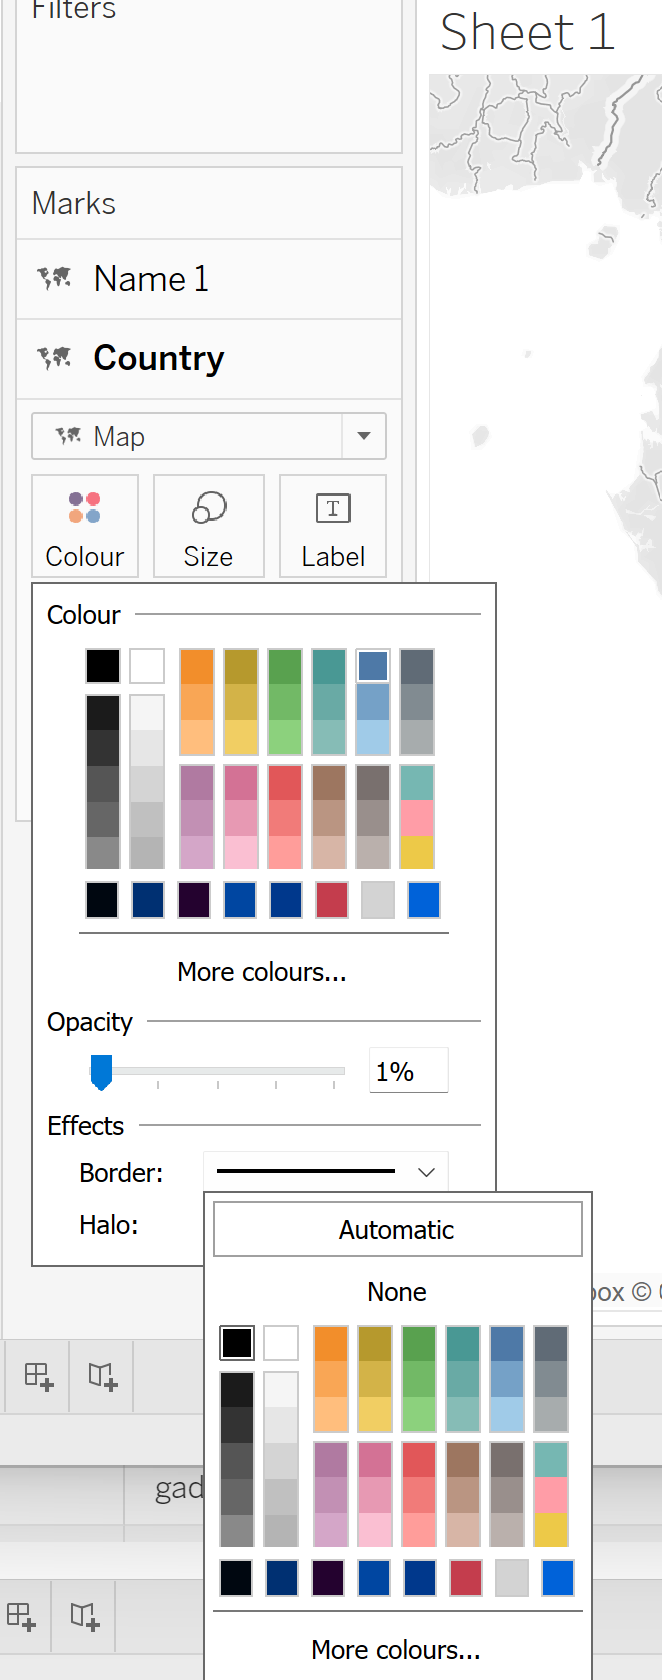 Filters
Sheet 1
Marks
Name 1
Country
Map
T
Colour
Size
Label
Colour
More colours...
Opacity
1%
Effects
Border:
Halo:
Automatic
None
box ©
gad
More colours...